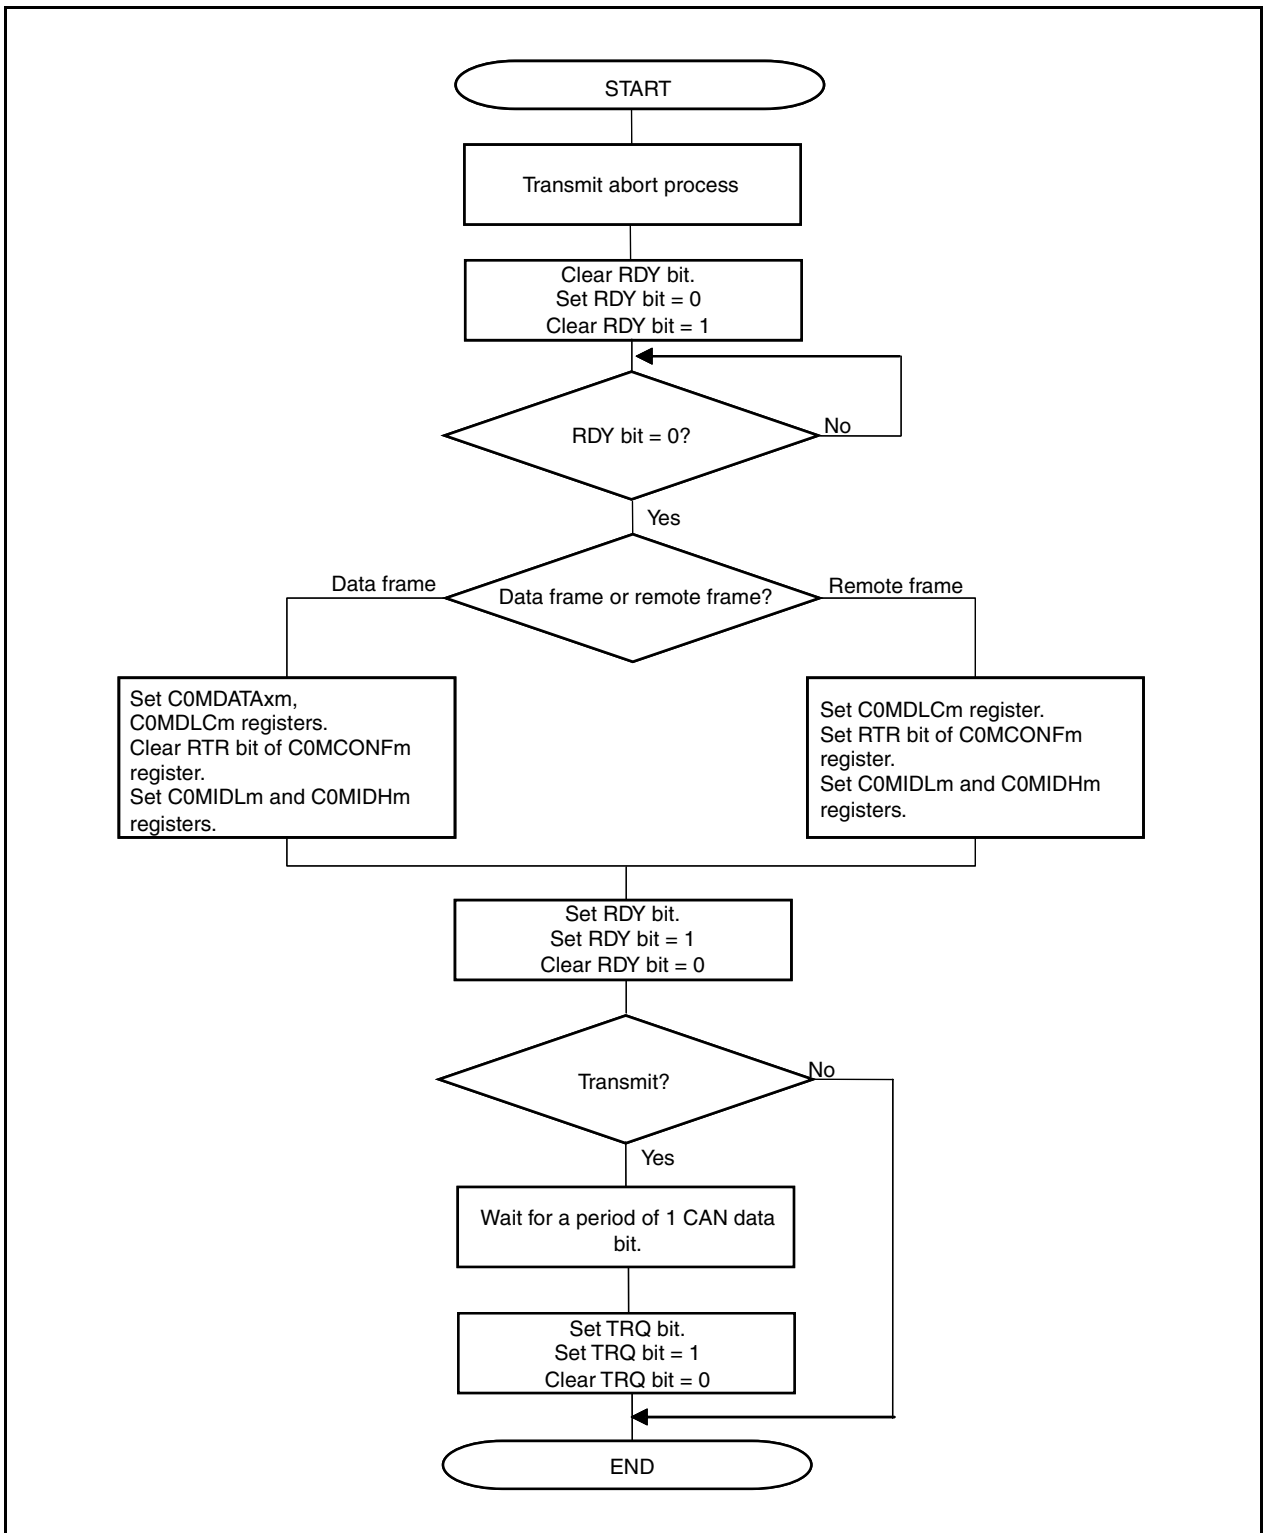 START
Transmit abort process
Clear RDY bit.
Set RDY bit = 0
Clear RDY bit = 1
RDY bit = 0?
No
Yes
Data frame
Data frame or remote frame?
Remote frame
Set C0MDATAxm,
C0MDLCm registers.
Clear RTR bit of C0MCONFm
register.
Set C0MIDLm and C0MIDHm
registers.
Set C0MDLCm register.
Set RTR bit of C0MCONFm
register.
Set C0MIDLm and C0MIDHm
registers.
Set RDY bit.
Set RDY bit = 1
Clear RDY bit = 0
Transmit?
No
Yes
Wait for a period of 1 CAN data
bit.
Set TRQ bit.
Set TRQ bit = 1
Clear TRQ bit = 0
END